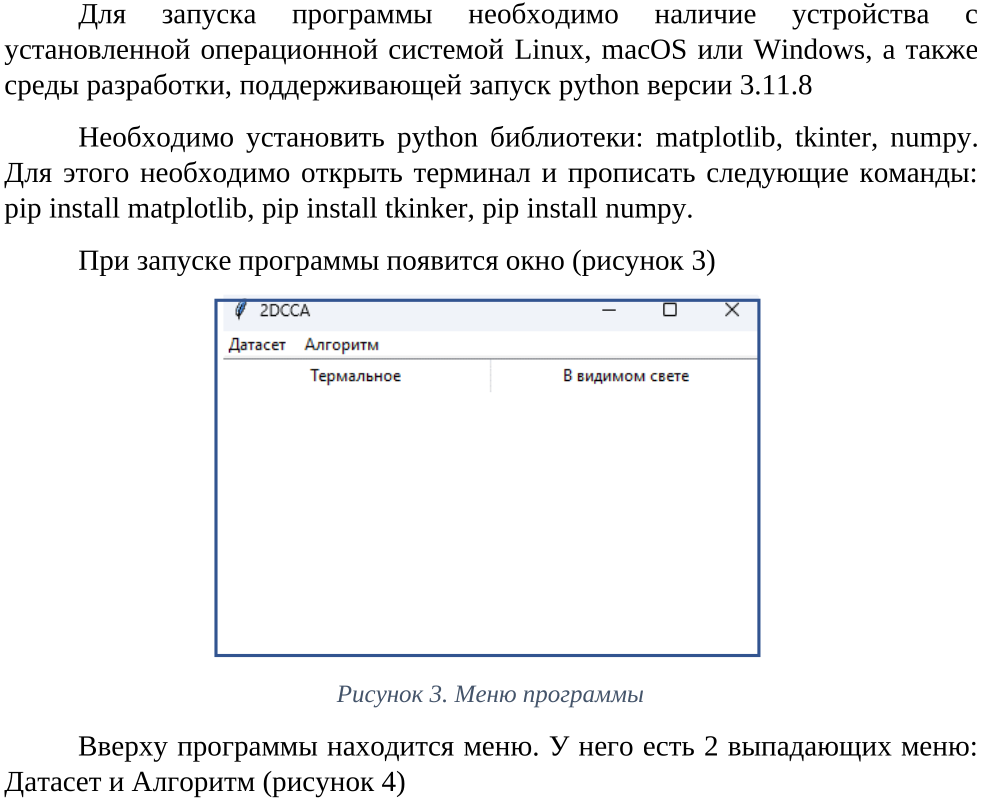 Для запуска программы необходимо наличие устройства с
установленной операционной системой Linux, macOS или Windows, а также
среды разработки, поддерживающей запуск python версии 3.11.8
Необходимо установить python библиотеки: matplotlib, tkinter, numpy.
Для этого необходимо открыть терминал и прописать следующие команды:
pip install matplotlib, pip install tkinker, pip install numpy.
При запуске программы появится окно (рисунок 3)
2DCCA
Датасет Алгоритм
Термальное В видимом свете
Рисунок 3. Меню программы
Вверху программы находится меню. У него есть 2 выпадающих меню:
Датасет и Алгоритм (рисунок 4)